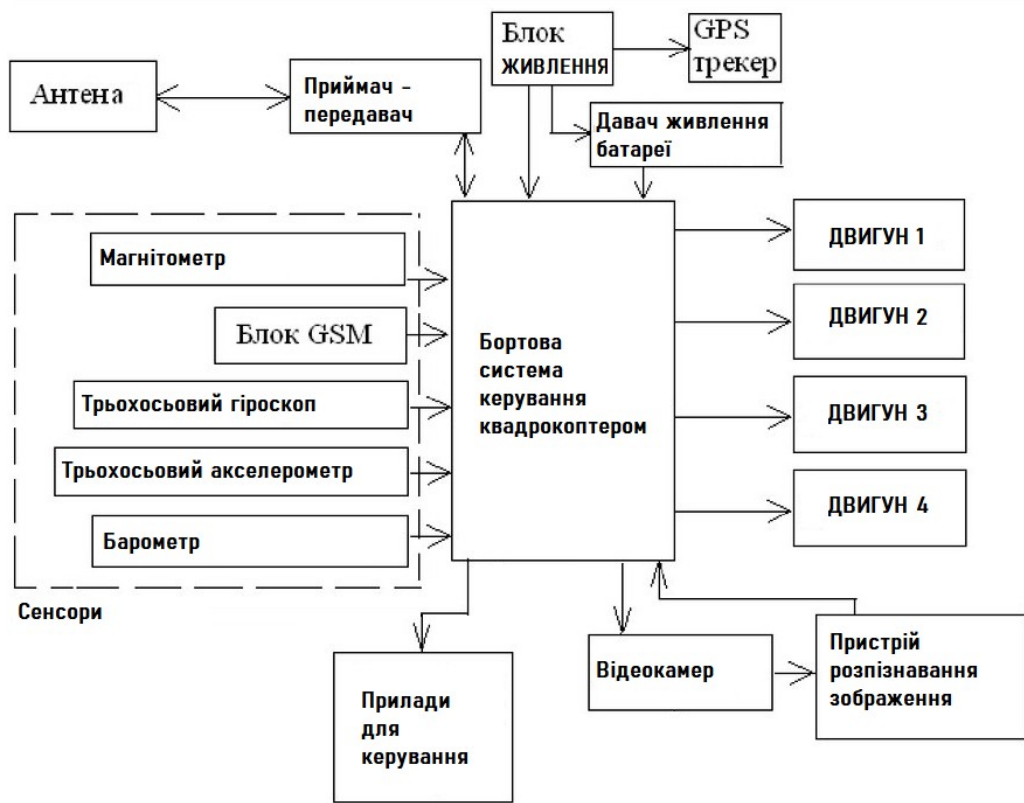 Блок
живлення
GPS
трекер
Антена
Приймач -
передавач
Давач живлення
батареї
Магнітометр
Блок GSM
Трьохосьовий гіроскоп
Трьохосьовий акселерометр
Барометр
Сенсори
Бортова
система
керування
квадрокоптером
ДВИГУН 1
ДВИГУН 2
ДВИГУН 3
ДВИГУН 4
Прилади
для
керування
Відеокамер
Пристрій
розпізнавання
зображення